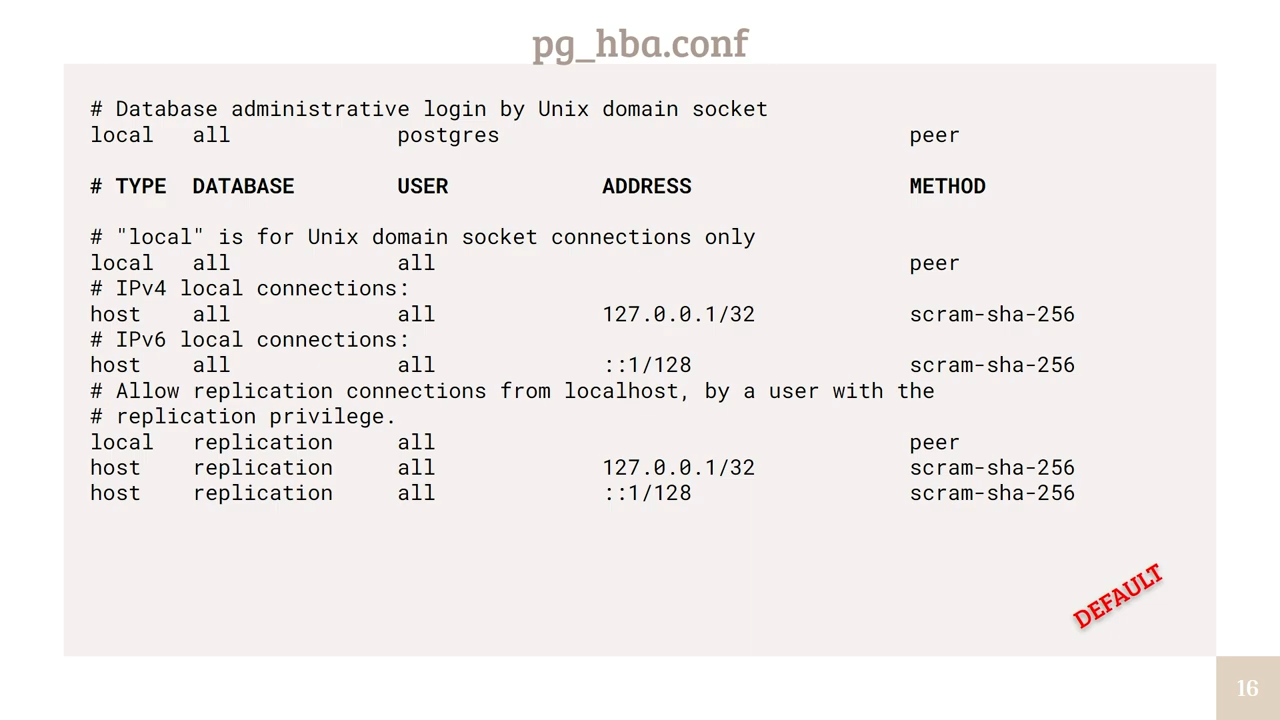 pg_hba.conf
# Database administrative login by Unix domain socket
local   all             postgres                                peer
# TYPE  DATABASE        USER            ADDRESS                 METHOD
# "local" is for Unix domain socket connections only
local   all             all                                     peer
# IPv4 local connections:
host    all             all             127.0.0.1/32            scram-sha-256
# IPv6 local connections:
host    all             all             ::1/128                 scram-sha-256
# Allow replication connections from localhost, by a user with the
# replication privilege.
local   replication     all                                     peer
host    replication     all             127.0.0.1/32            scram-sha-256
host    replication     all             ::1/128                 scram-sha-256
DEFAULT
16